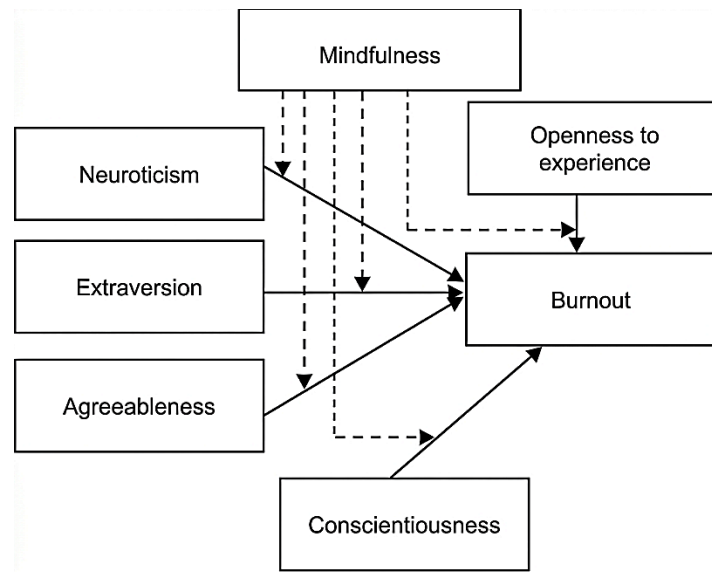 Mindfulness
Openness to
experience
Neuroticism
Extraversion
Burnout
Agreeableness
Conscientiousness